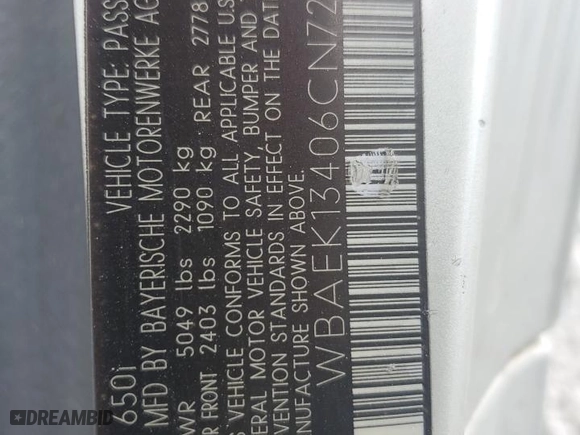 650i
VEHICLE TYPE: PASS
MFD BY BAYERISCHE MOTORENWERKE AG
WR 5049 lbs 2290 kg
R FRONT 2403 lbs 1090 kg REAR 2778
S VEHICLE CONFORMS TO ALL APPLICABLE U.S
ERAL MOTOR VEHICLE SAFETY, BUMPER AND
VENTION STANDARDS IN EFFECT ON THE DAT
NUFACTURE SHOWN ABOVE.
WBAEK13406CN72
DREAMBID